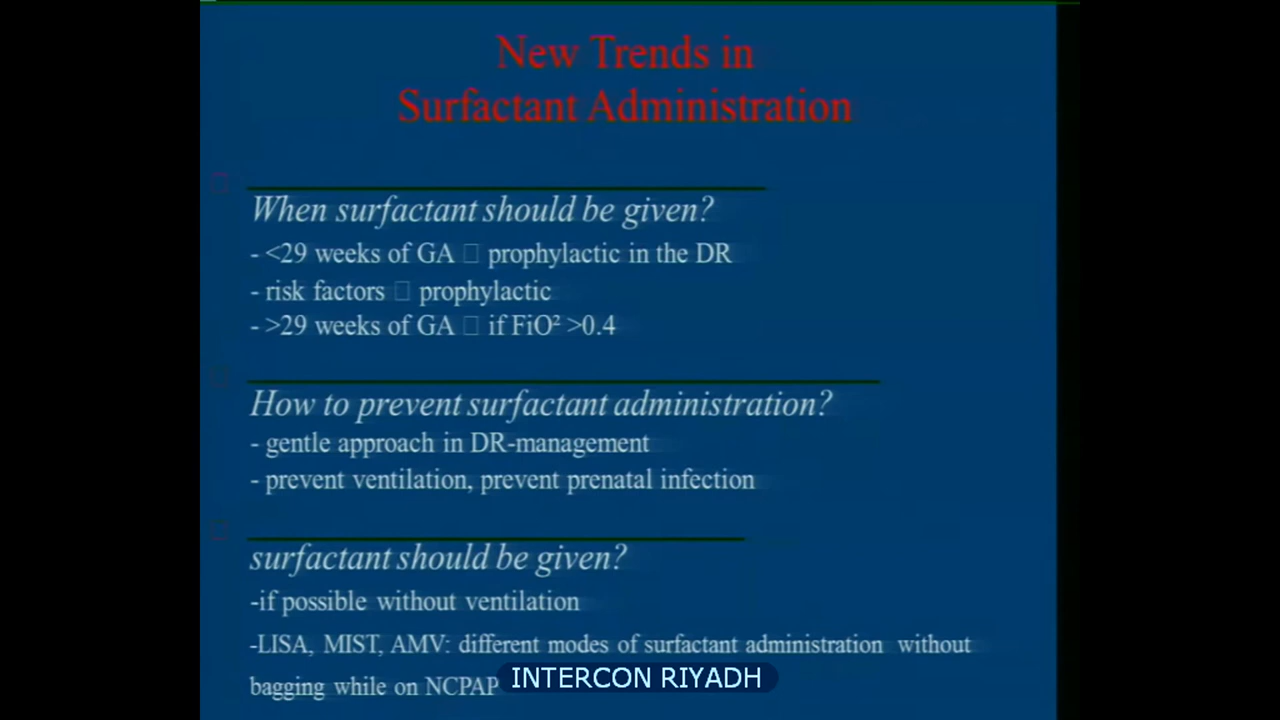 New Trends in
Surfactant Administration
When surfactant should be given?
- <29 weeks of GA □ prophylactic in the DR
- risk factors □ prophylactic
- >29 weeks of GA □ if FiO² >0.4
How to prevent surfactant administration?
- gentle approach in DR-management
- prevent ventilation, prevent prenatal infection
surfactant should be given?
-if possible without ventilation
-LISA, MIST, AMV: different modes of surfactant administration without
bagging while on NCPAP
INTERCON RIYADH